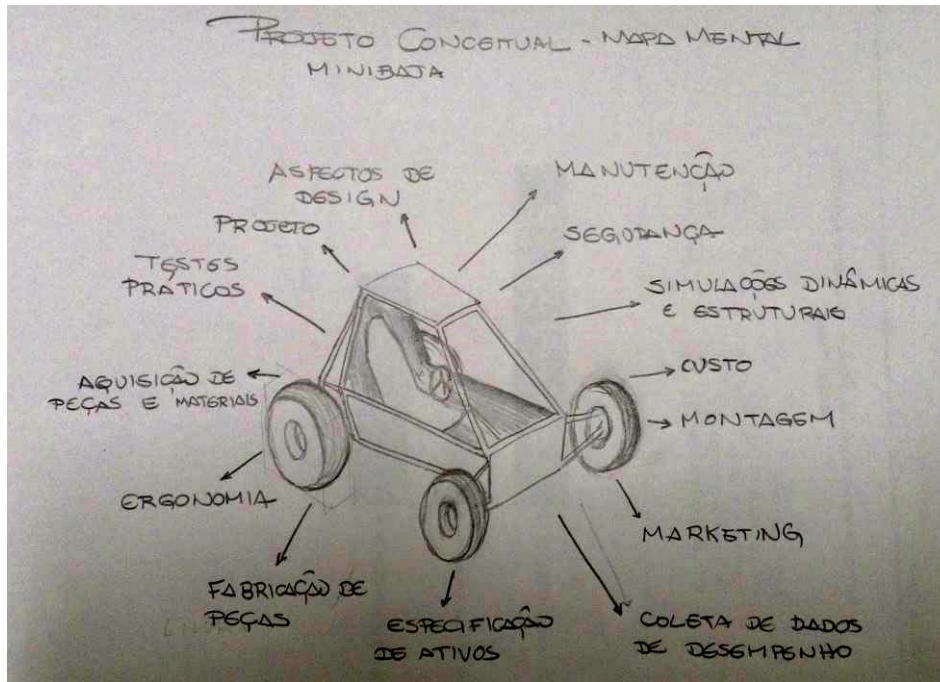 PROJETO CONCEITUAL - MAPA MENTAL
MINIBAJA
ASPECTOS DE
DESIGN
MANUTENÇÃO
PROJETO
SEGURANÇA
TESTES
PRÁTICOS
SIMULAÇÕES DINÂMICAS
E ESTRUTURAIS
AQUISIÇÃO DE
PEÇAS E MATERIAIS
CUSTO
MONTAGEM
ERGONOMIA
MARKETING
FABRICAÇÃO DE
PEÇAS
ESPECIFICAÇÃO
DE ATIVOS
COLETA DE DADOS
DE DESEMPENHO